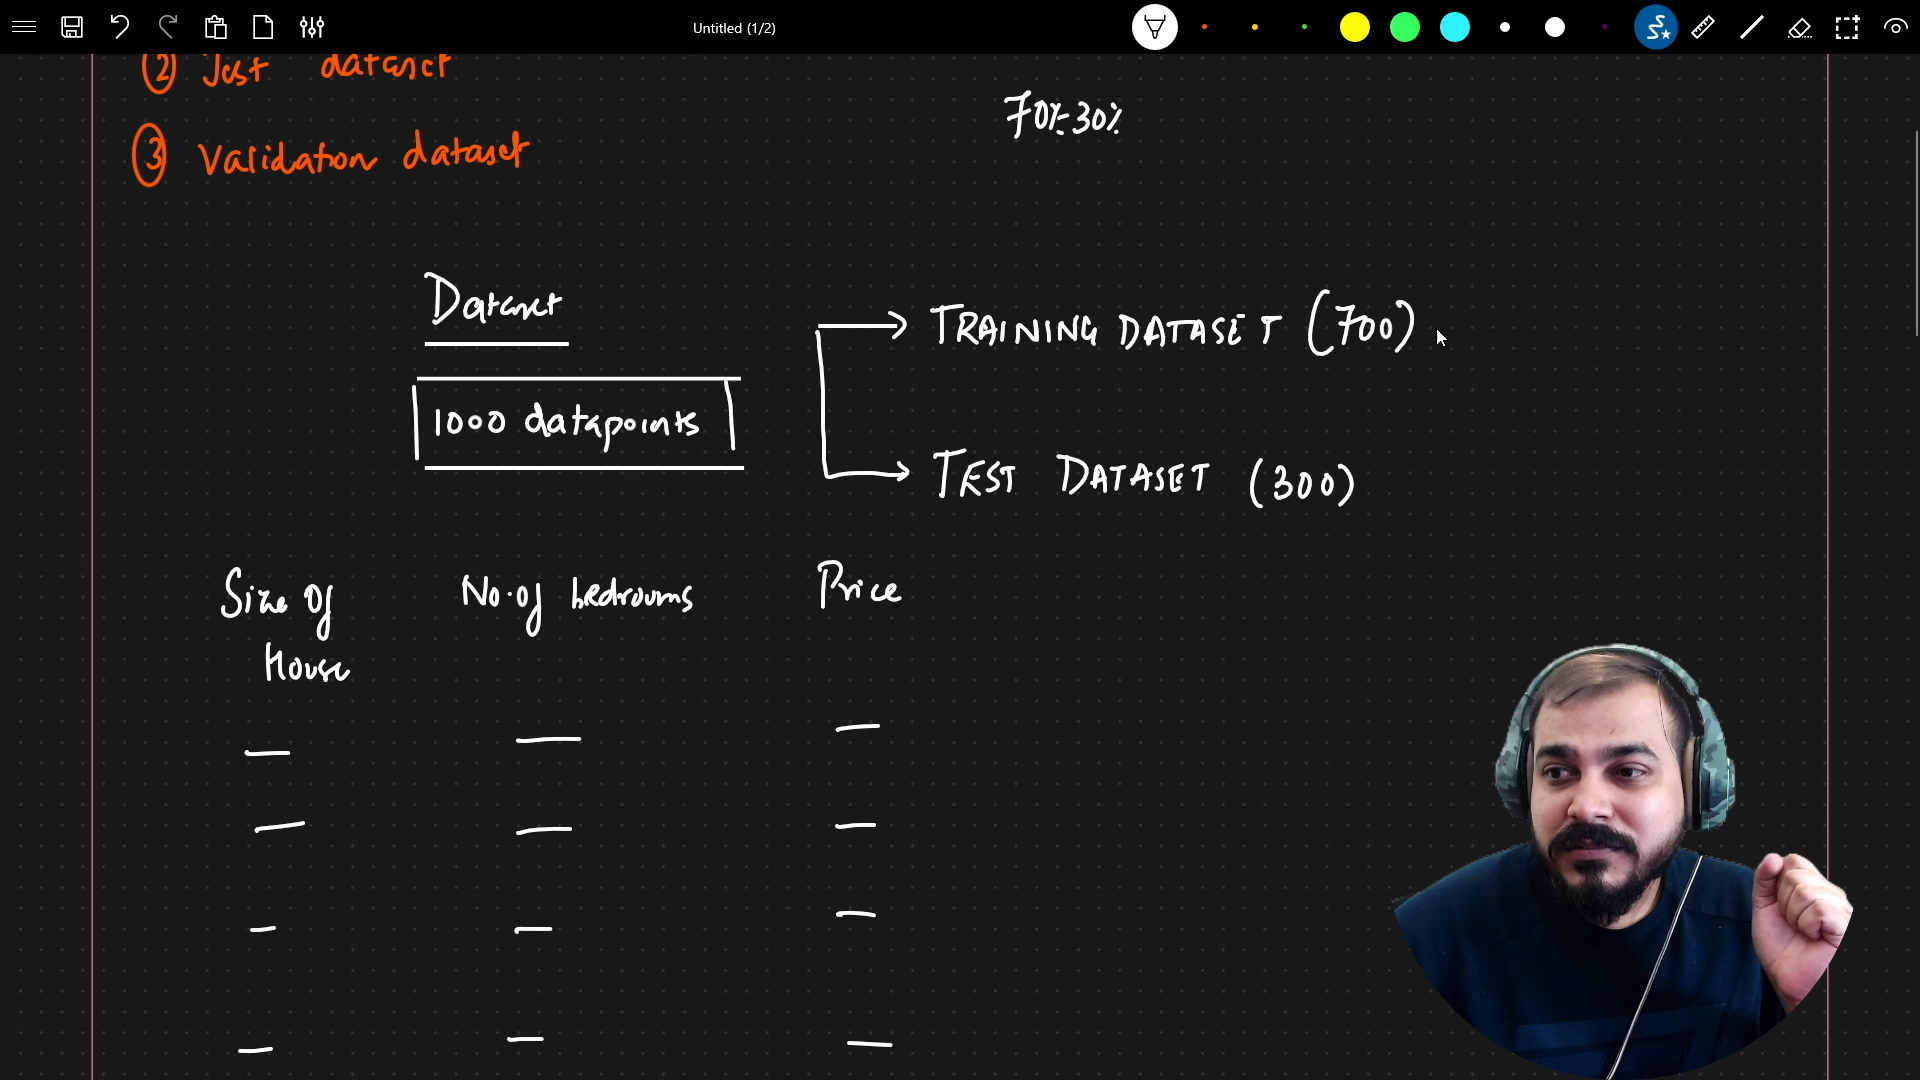 Untitled (1/2)
② Test dataset
70%-30%
③ Validation dataset
Dataset
TRAINING DATASET (700)
1000 datapoints
TEST DATASET (300)
Size Of No.of bedrooms Price
House